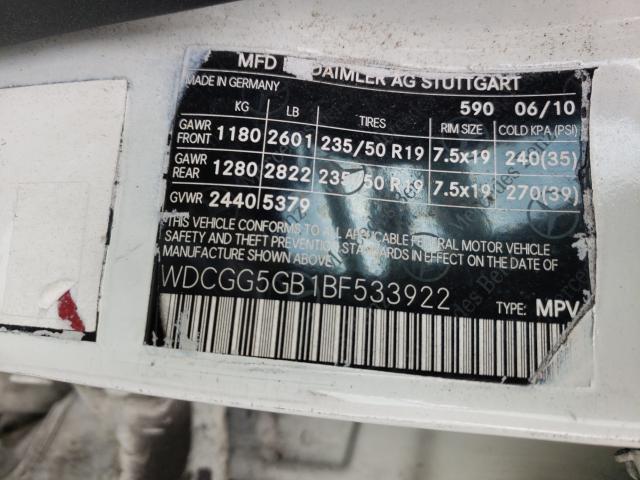 MFD DAIMLER AG STUTTGART
MADE IN GERMANY 590 06/10
KG LB TIRES RIM SIZE COLD KPA (PSI)
GAWR FRONT 1180 2601 235/50 R19 7.5x19 240(35)
GAWR REAR 1280 2822 235/50 R19 7.5x19 270(39)
GVWR 2440 5379
THIS VEHICLE CONFORMS TO ALL APPLICABLE FEDERAL MOTOR VEHICLE
SAFETY AND THEFT PREVENTION STANDARDS IN EFFECT ON THE DATE OF
MANUFACTURE SHOWN ABOVE.
WDCGG5GB1BF533922
TYPE: MPV